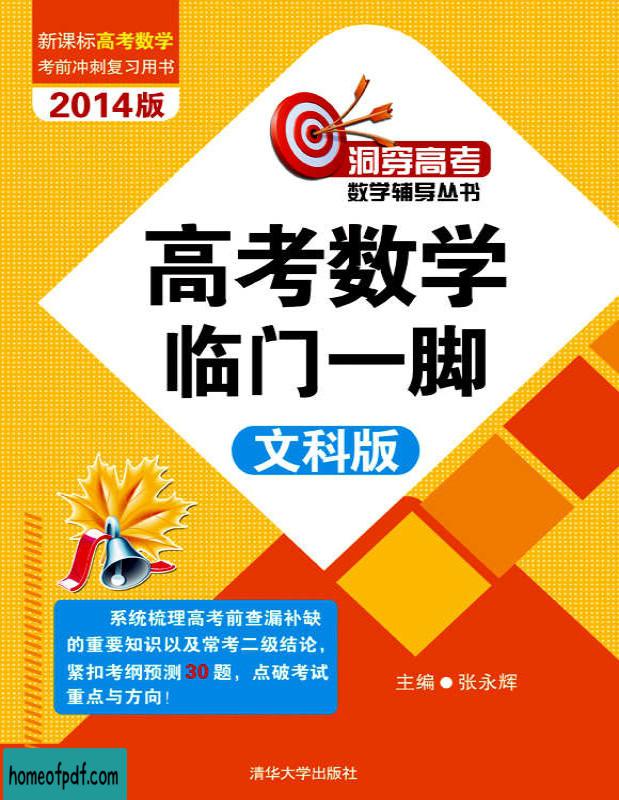 新课标高考数学
考前冲刺复习用书
2014版
洞穿高考
数学辅导丛书
高考数学
临门一脚
文科版
系统梳理高考前查漏补缺
的重要知识以及常考二级结论，
紧扣考纲预测30题，点破考试
重点与方向！
主编●张永辉
清华大学出版社
homeofpdf.com